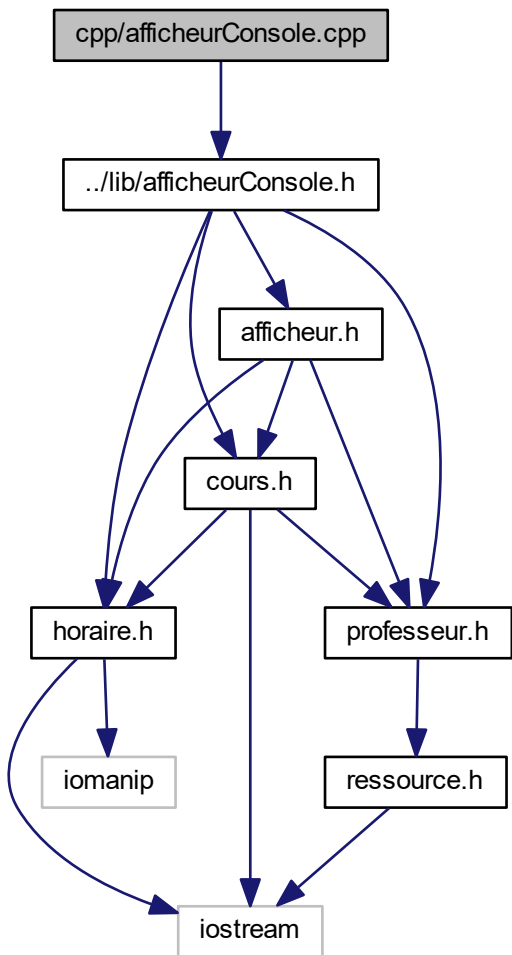 cpp/afficheurConsole.cpp
../lib/afficheurConsole.h
afficheur.h
cours.h
horaire.h
professeur.h
iomanip
ressource.h
iostream